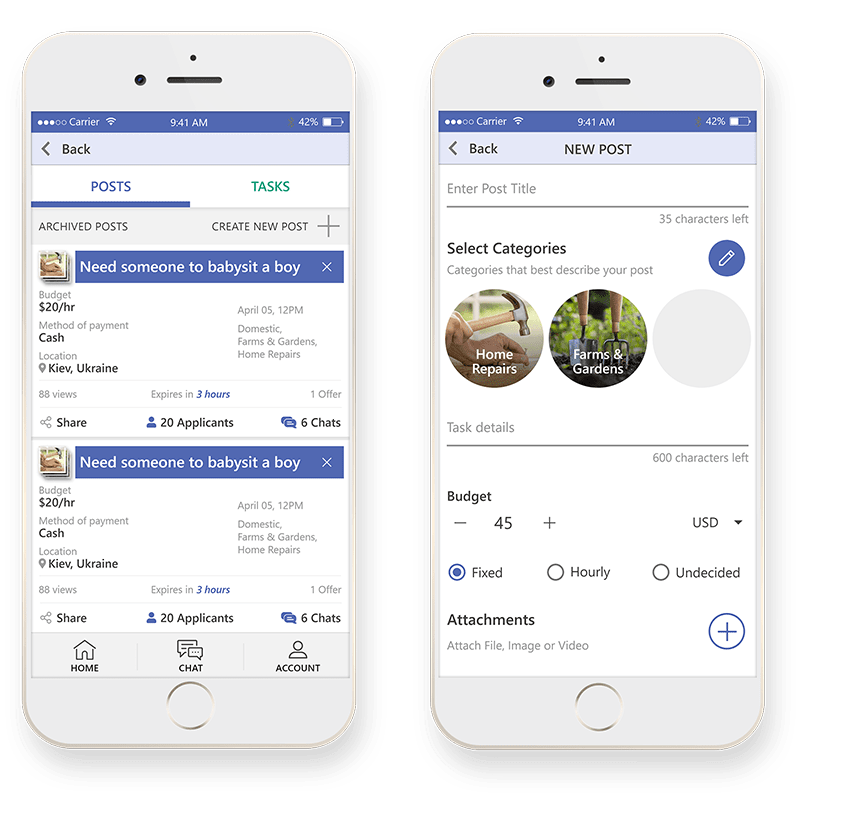 Carrier 9:41 AM 42%
Back
POSTS TASKS
ARCHIVED POSTS CREATE NEW POST
Need someone to babysit a boy
Budget
$20/hr
April 05, 12PM
Method of payment
Cash
Domestic,
Farms & Gardens,
Home Repairs
Location
Kiev, Ukraine
88 views Expires in 3 hours 1 Offer
Share 20 Applicants 6 Chats
Need someone to babysit a boy
Budget
$20/hr
April 05, 12PM
Method of payment
Cash
Domestic,
Farms & Gardens,
Home Repairs
Location
Kiev, Ukraine
88 views Expires in 3 hours 1 Offer
Share 20 Applicants 6 Chats
HOME CHAT ACCOUNT
Carrier 9:41 AM 42%
Back NEW POST
Enter Post Title
35 characters left
Select Categories
Categories that best describe your post
Home
Repairs
Farms &
Gardens
Task details
600 characters left
Budget
45 USD
Fixed Hourly Undecided
Attachments
Attach File, Image or Video